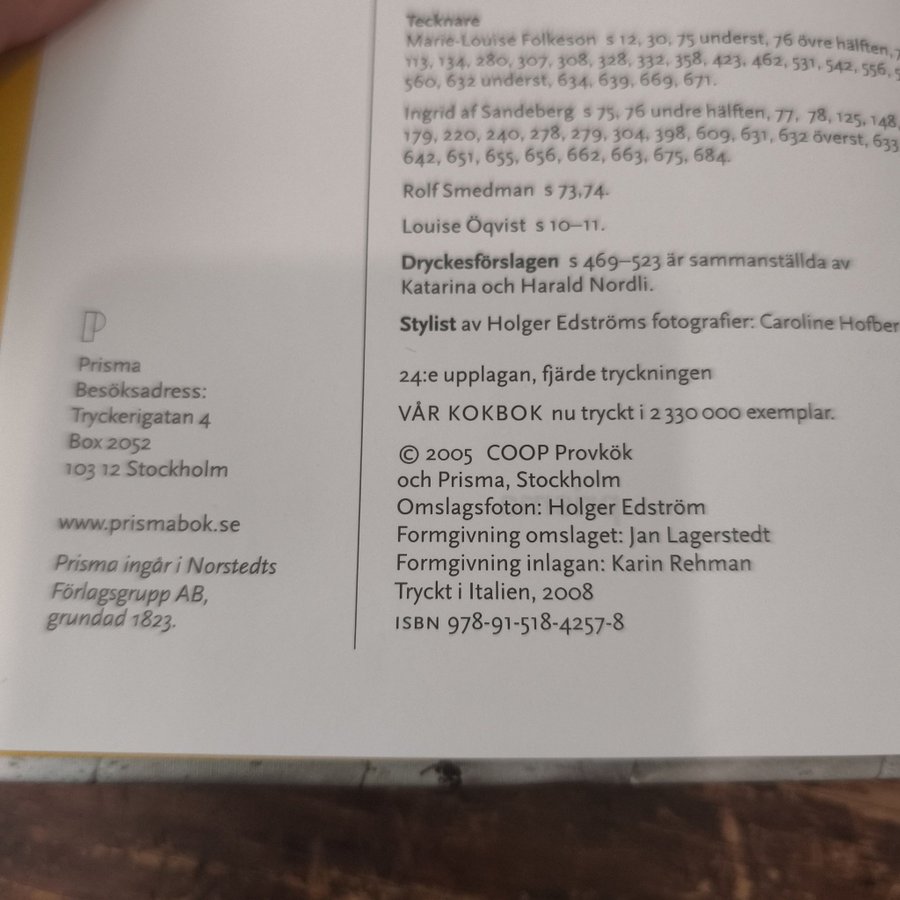 Tecknare
Marie-Louise Folkeson s 12, 30, 75 underst, 76 övre hälften,
113, 134, 280, 307, 308, 328, 332, 358, 423, 462, 531, 542, 556,
560, 632 underst, 634, 639, 669, 671.
Ingrid af Sandeberg s 75, 76 undre hälften, 77, 78, 125, 148,
179, 220, 240, 278, 279, 304, 398, 609, 631, 632 överst, 633
642, 651, 655, 656, 662, 663, 675, 684.
Rolf Smedman s 73,74.
Louise Öqvist s 10–11.
Dryckesförslagen s 469–523 är sammanställda av
Katarina och Harald Nordli.
Stylist av Holger Edströms fotografier: Caroline Hofber
24:e upplagan, fjärde tryckningen
VÅR KOKBOK nu tryckt i 2 330 000 exemplar.
© 2005 COOP Provkök
och Prisma, Stockholm
Omslagsfoton: Holger Edström
Formgivning omslaget: Jan Lagerstedt
Formgivning inlagan: Karin Rehman
Tryckt i Italien, 2008
ISBN 978-91-518-4257-8
P
Prisma
Besöksadress:
Tryckerigatan 4
Box 2052
103 12 Stockholm
www.prismabok.se
Prisma ingår i Norstedts
Förlagsgrupp AB,
grundad 1823.